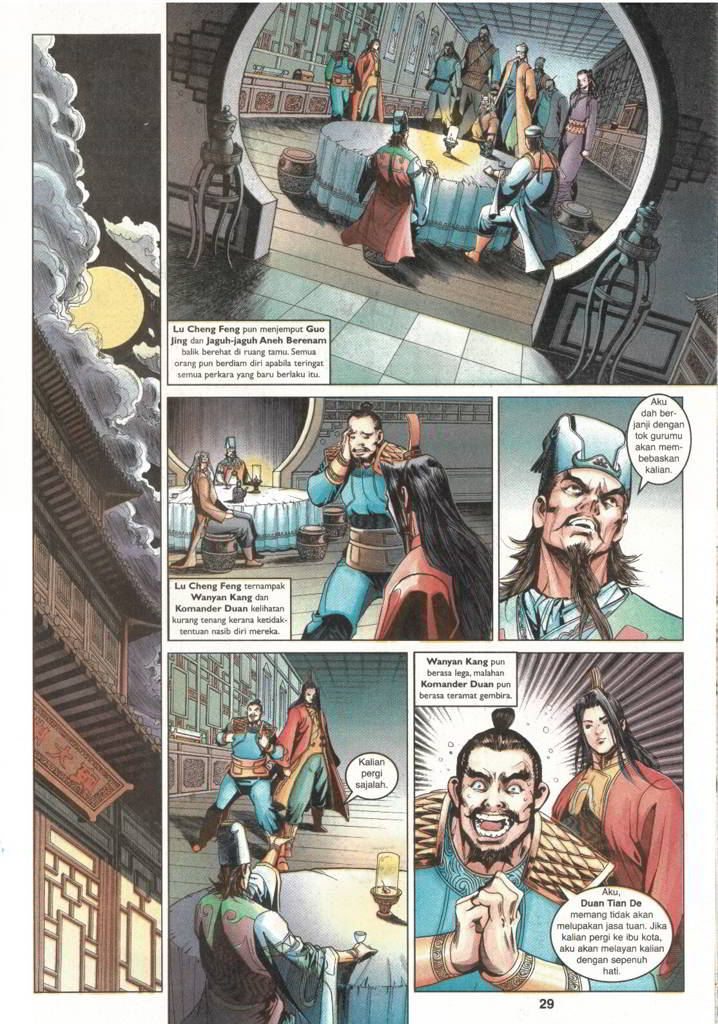 Lu Cheng Feng pun menjemput Guo
Jing dan Jaguh-jaguh Aneh Berenam
balik berehat di ruang tamu. Semua
orang pun berdiam diri apabila teringat
semua perkara yang baru berlaku itu.
Lu Cheng Feng ternampak
Wanyan Kang dan
Komander Duan kelihatan
kurang tenang kerana ketidak-
tentuan nasib diri mereka.
Aku
dah ber-
janji dengan
tok gurumu
akan mem-
bebaskan
kalian.
Kalian
pergi
sajalah.
Wanyan Kang pun
berasa lega, malahan
Komander Duan pun
berasa teramat gembira.
Aku,
Duan Tian De
memang tidak akan
melupakan jasa tuan. Jika
kalian pergi ke ibu kota,
aku akan melayan kalian
dengan sepenuh
hati.
29